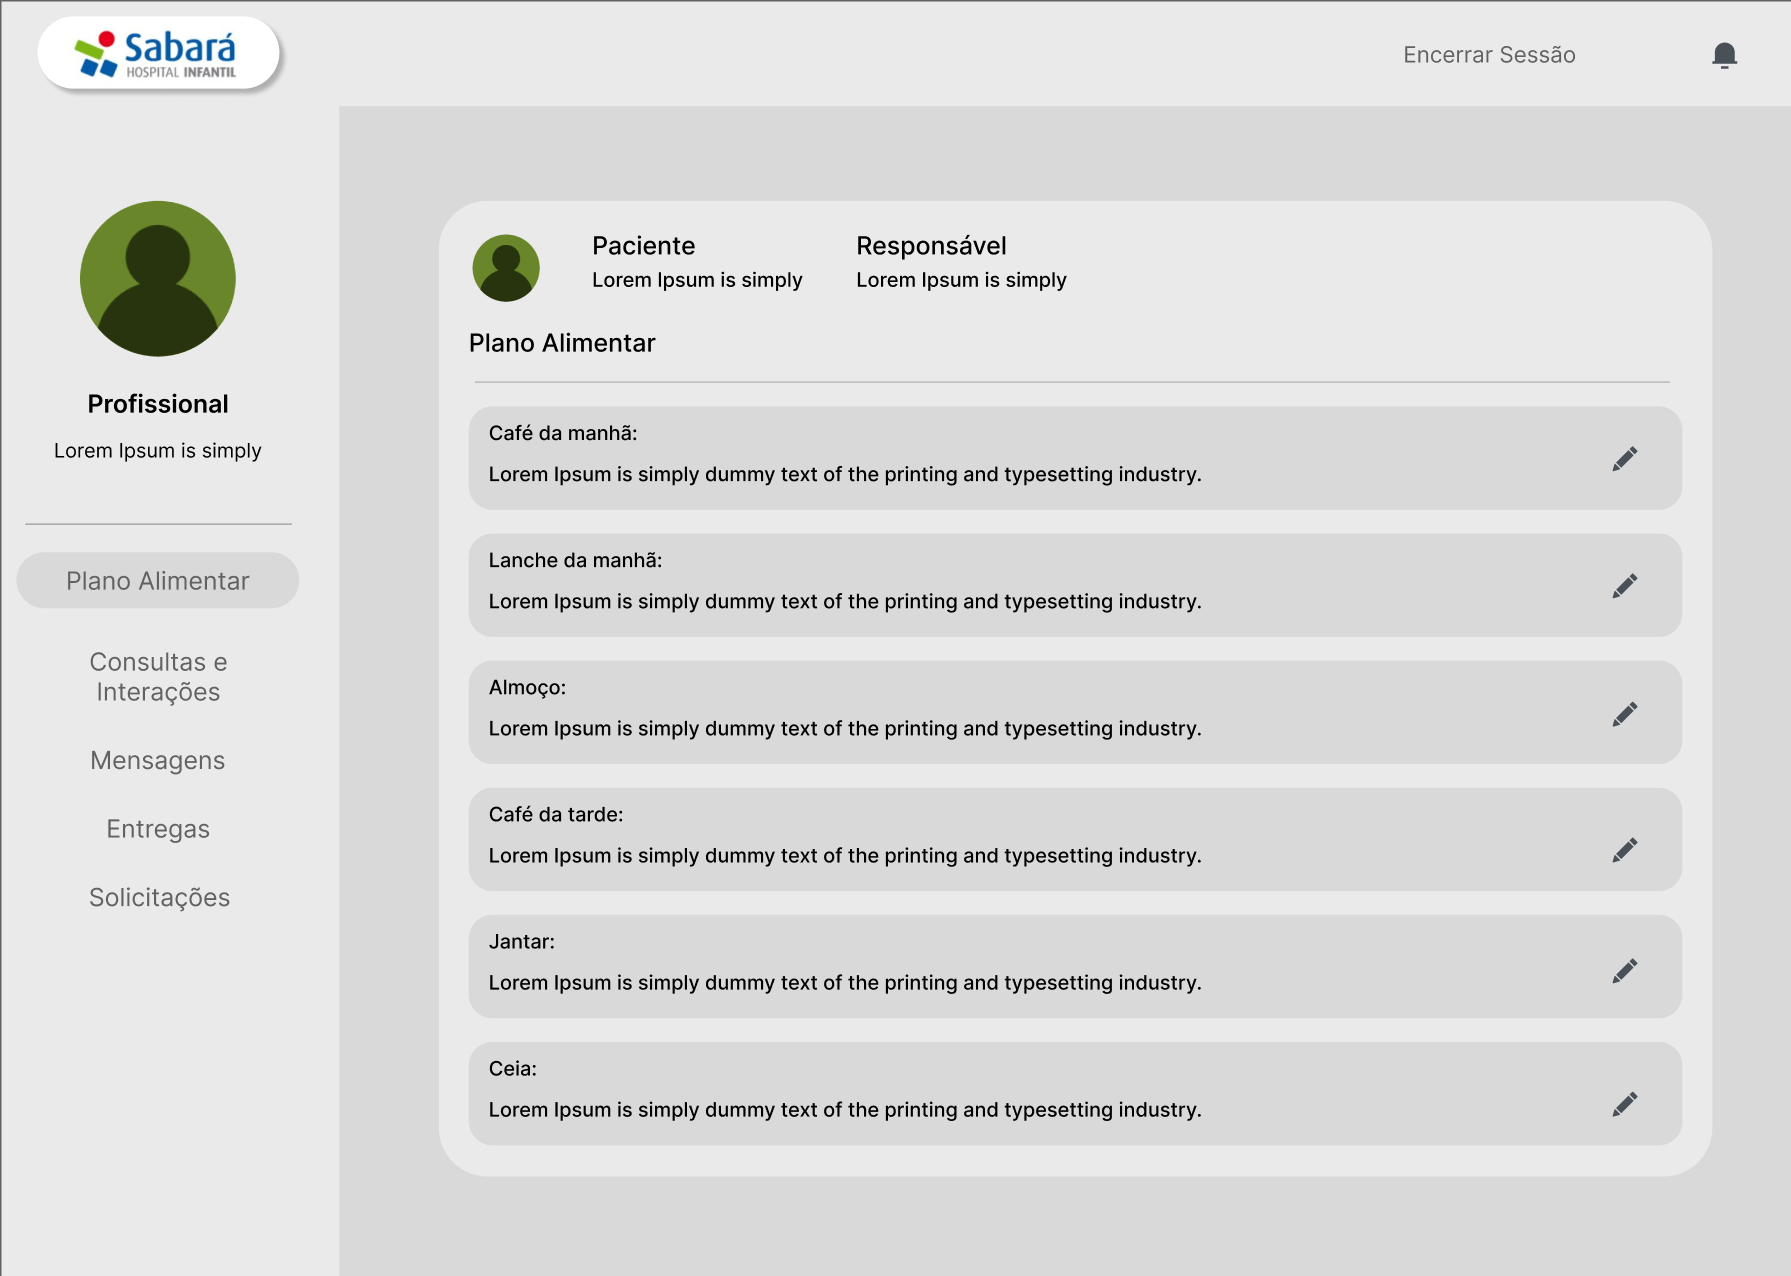 Sabará
HOSPITAL INFANTIL
Encerrar Sessão
Profissional
Lorem Ipsum is simply
Plano Alimentar
Consultas e
Interações
Mensagens
Entregas
Solicitações
Paciente
Lorem Ipsum is simply
Responsável
Lorem Ipsum is simply
Plano Alimentar
Café da manhã:
Lorem Ipsum is simply dummy text of the printing and typesetting industry.
Lanche da manhã:
Lorem Ipsum is simply dummy text of the printing and typesetting industry.
Almoço:
Lorem Ipsum is simply dummy text of the printing and typesetting industry.
Café da tarde:
Lorem Ipsum is simply dummy text of the printing and typesetting industry.
Jantar:
Lorem Ipsum is simply dummy text of the printing and typesetting industry.
Ceia:
Lorem Ipsum is simply dummy text of the printing and typesetting industry.